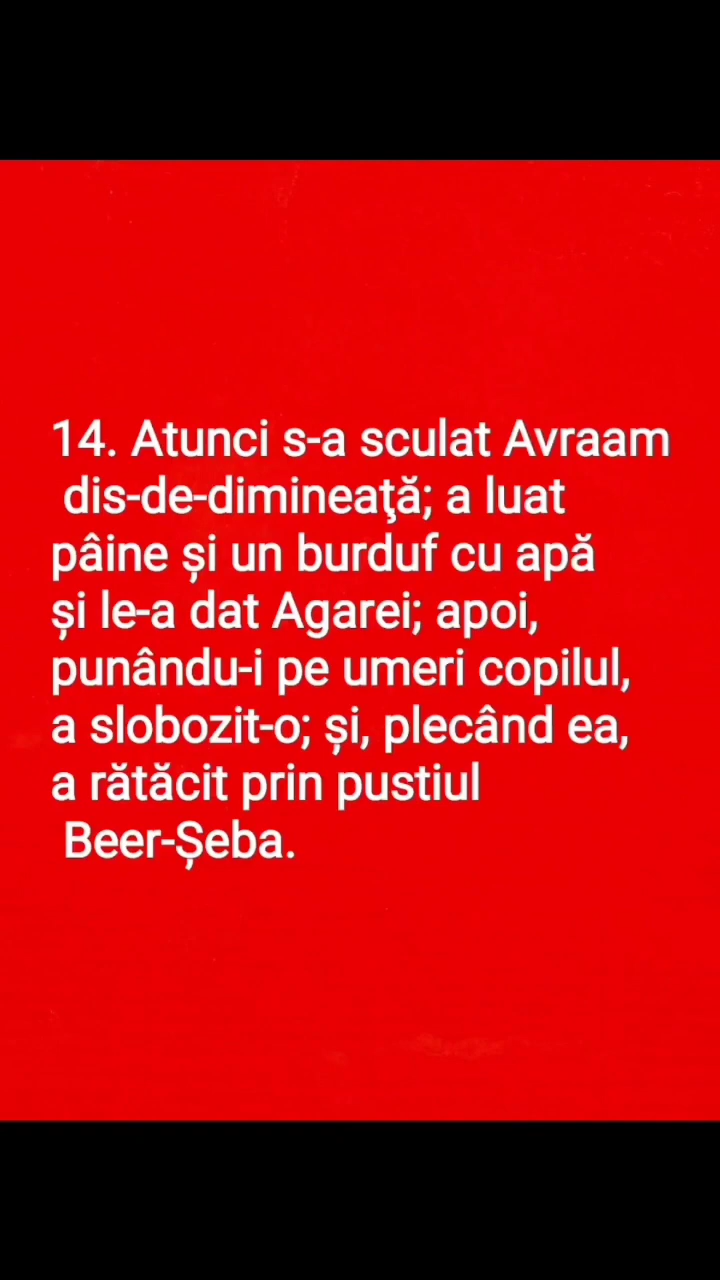 14. Atunci s-a sculat Avraam
dis-de-dimineaţă; a luat
pâine și un burduf cu apă
și le-a dat Agarei; apoi,
punându-i pe umeri copilul,
a slobozit-o; și, plecând ea,
a rătăcit prin pustiul
Beer-Șeba.